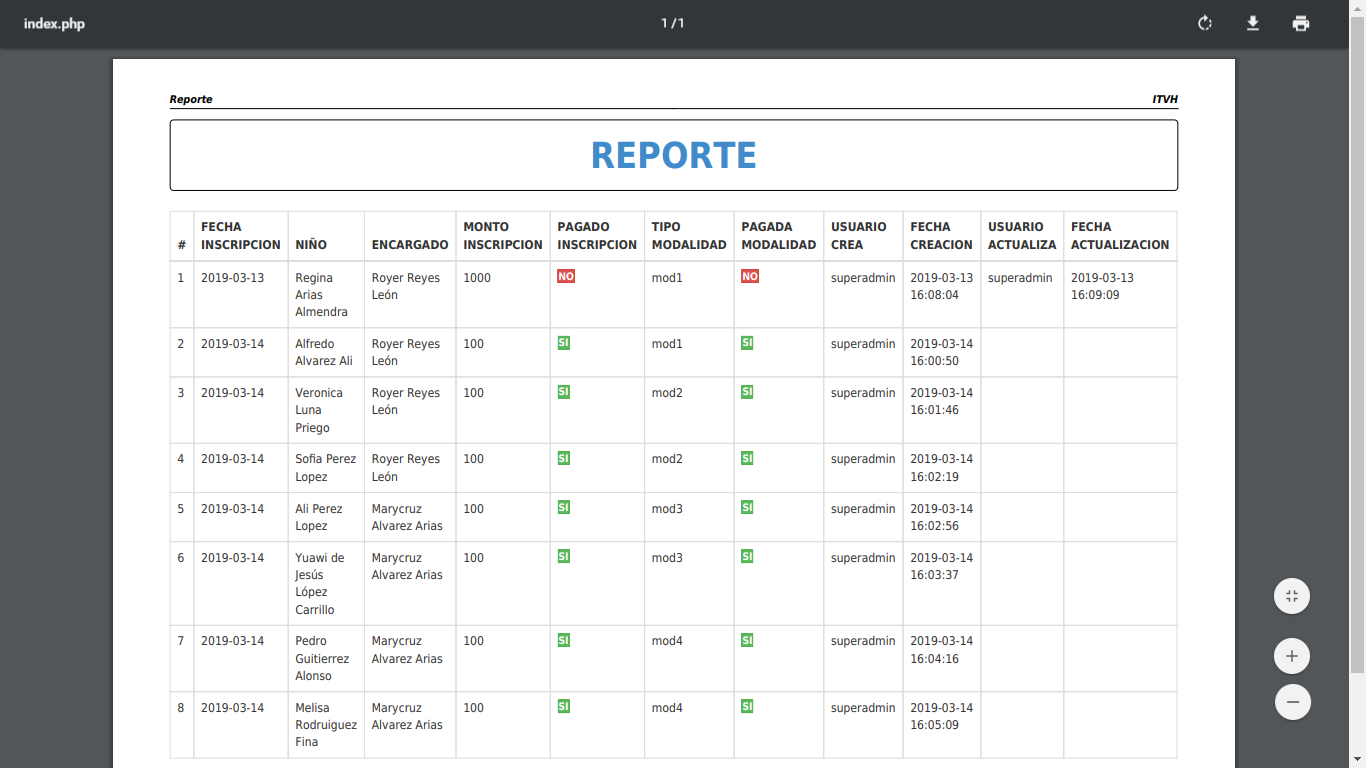 index.php
1 / 1
Reporte ITVH
REPORTE
# FECHA INSCRIPCION NIÑO ENCARGADO MONTO INSCRIPCION PAGADO INSCRIPCION TIPO MODALIDAD PAGADA MODALIDAD USUARIO CREA FECHA CREACION USUARIO ACTUALIZA FECHA ACTUALIZACION
1 2019-03-13 Regina Arias Almendra Royer Reyes León 1000 NO mod1 NO superadmin 2019-03-13 16:08:04 superadmin 2019-03-13 16:09:09
2 2019-03-14 Alfredo Alvarez Ali Royer Reyes León 100 SI mod1 SI superadmin 2019-03-14 16:00:50
3 2019-03-14 Veronica Luna Priego Royer Reyes León 100 SI mod2 SI superadmin 2019-03-14 16:01:46
4 2019-03-14 Sofia Perez Lopez Royer Reyes León 100 SI mod2 SI superadmin 2019-03-14 16:02:19
5 2019-03-14 Ali Perez Lopez Marycruz Alvarez Arias 100 SI mod3 SI superadmin 2019-03-14 16:02:56
6 2019-03-14 Yuawi de Jesús López Carrillo Marycruz Alvarez Arias 100 SI mod3 SI superadmin 2019-03-14 16:03:37
7 2019-03-14 Pedro Guitierrez Alonso Marycruz Alvarez Arias 100 SI mod4 SI superadmin 2019-03-14 16:04:16
8 2019-03-14 Melisa Rodruiguez Fina Marycruz Alvarez Arias 100 SI mod4 SI superadmin 2019-03-14 16:05:09